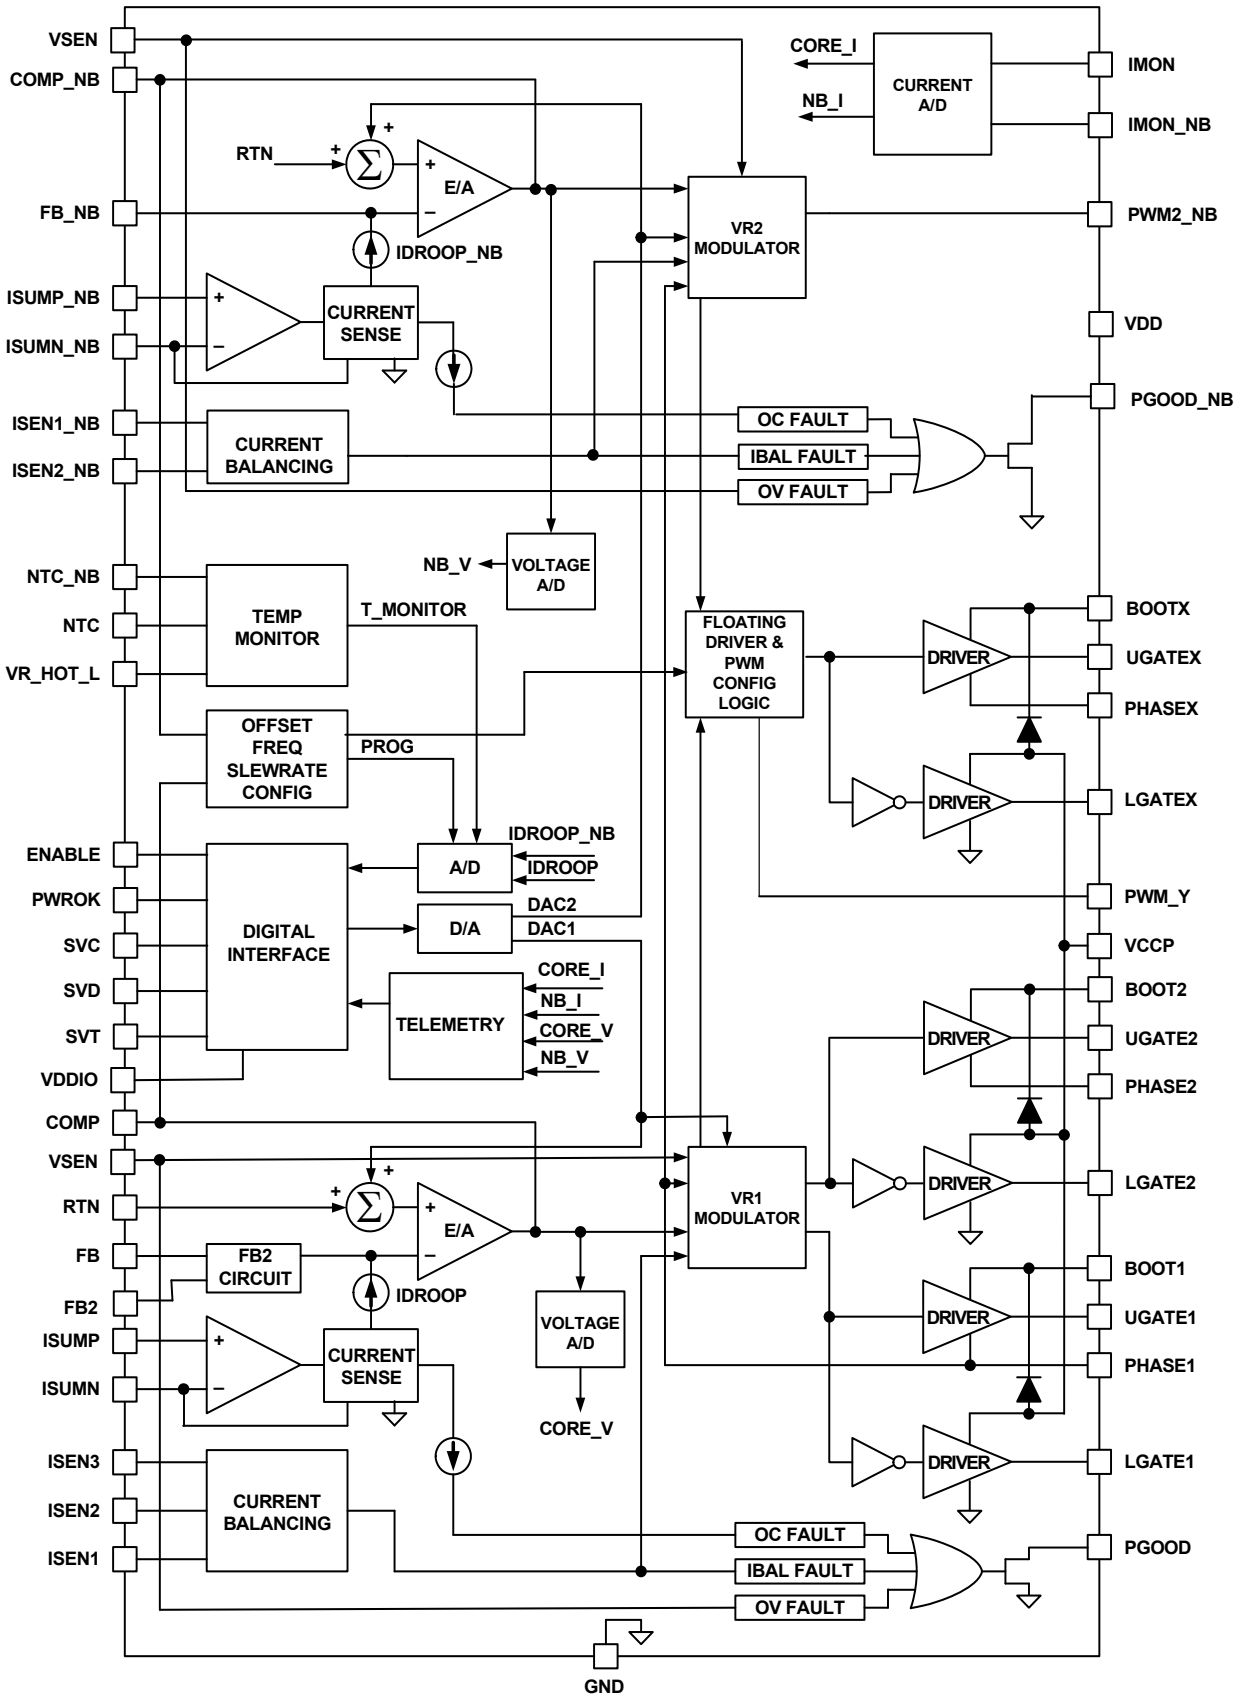 VSEN
COMP_NB
CORE_I
NB_I
CURRENT
A/D
IMON
IMON_NB
RTN
+
+
Σ
+
E/A
−
FB_NB
IDROOP_NB
VR2
MODULATOR
PWM2_NB
ISUMP_NB
+
ISUMN_NB
−
CURRENT
SENSE
VDD
PGOOD_NB
ISEN1_NB
ISEN2_NB
CURRENT
BALANCING
OC FAULT
IBAL FAULT
OV FAULT
NB_V
VOLTAGE
A/D
NTC_NB
NTC
VR_HOT_L
TEMP
MONITOR
T_MONITOR
FLOATING
DRIVER &
PWM
CONFIG
LOGIC
DRIVER
BOOTX
UGATEX
PHASEX
OFFSET
FREQ
SLEWRATE
CONFIG
PROG
DRIVER
LGATEX
ENABLE
PWROK
SVC
SVD
SVT
VDDIO
DIGITAL
INTERFACE
A/D
IDROOP_NB
IDROOP
D/A
DAC2
DAC1
TELEMETRY
CORE_I
NB_I
CORE_V
NB_V
PWM_Y
VCCP
BOOT2
UGATE2
PHASE2
DRIVER
COMP
VSEN
RTN
+
+
Σ
+
E/A
−
VR1
MODULATOR
DRIVER
LGATE2
FB
FB2
FB2
CIRCUIT
IDROOP
VOLTAGE
A/D
CORE_V
BOOT1
UGATE1
PHASE1
DRIVER
ISUMP
+
ISUMN
−
CURRENT
SENSE
DRIVER
LGATE1
ISEN3
ISEN2
ISEN1
CURRENT
BALANCING
OC FAULT
IBAL FAULT
OV FAULT
PGOOD
GND